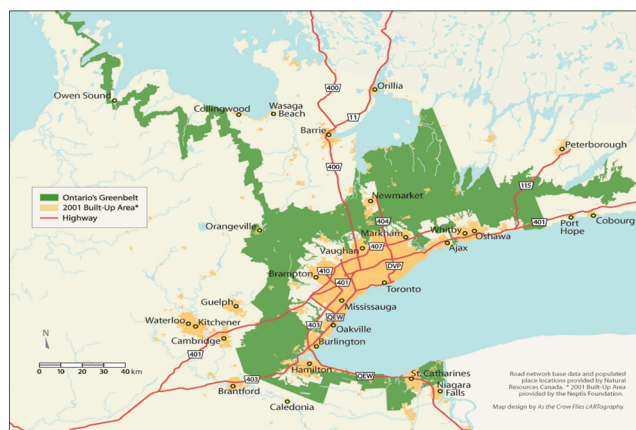 Owen Sound
Collingwood
Wasaga
Beach
Orillia
400
11
Barrie
400
Peterborough
115
Ontario's Greenbelt
2001 Built-Up Area*
Highway
Newmarket
404
Orangeville
Markham
Whitby
401
Vaughan
407
Oshawa
Port
Hope
Cobourg
Ajax
Brampton
410
DVP
401
Toronto
Guelph
Mississauga
Waterloo
Kitchener
QEW
403
Oakville
Cambridge
401
Burlington
N
0 10 20 30 40 km
403
Hamilton
QEW
St. Catharines
Brantford
Niagara
Falls
Caledonia
Road network base data and populated
place locations provided by Natural
Resources Canada. * 2001 Built-Up Area
provided by the Neptis Foundation.
Map design by As the Crow Flies cARTography.